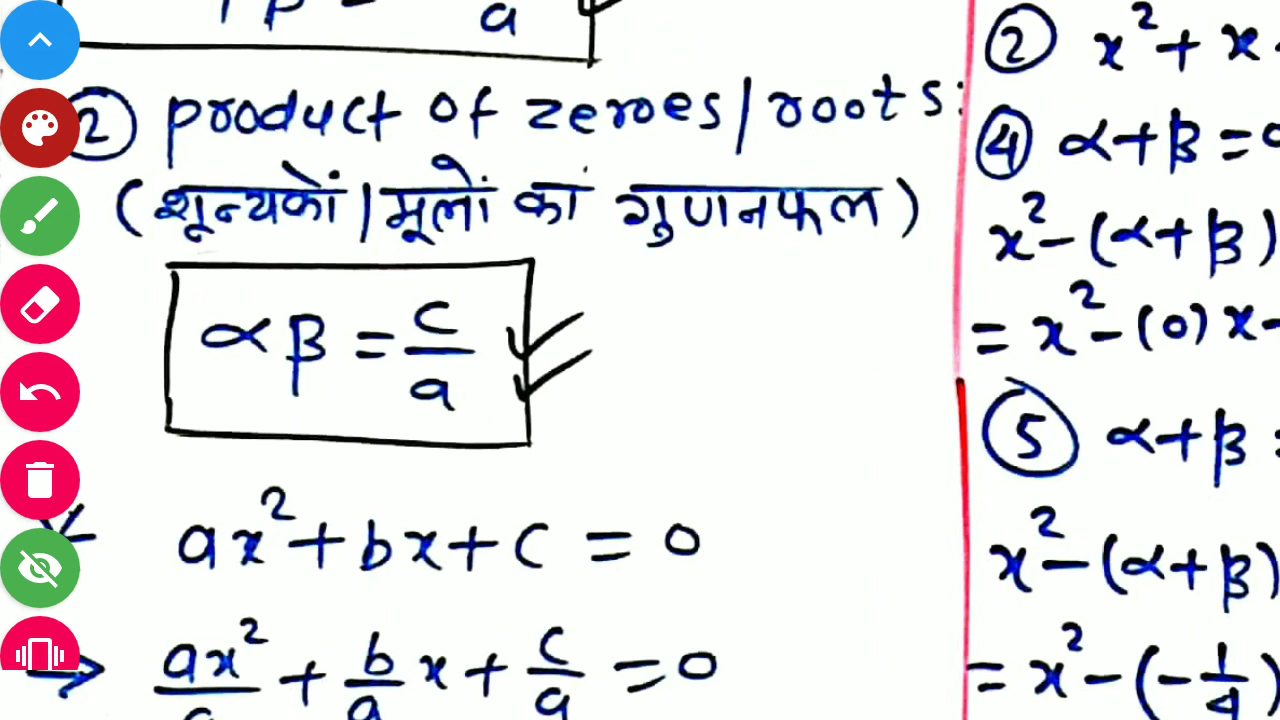 a
② product of zeroes/roots:
(शून्यकों/मूलों का गुणनफल)
αβ = c/a
ax² + bx + c = 0
⇒ ax²/a + b/a x + c/a = 0
② x² + x
④ α+β = 0
x² - (α+β)
= x² - (0)x -
⑤ α+β =
x² - (α+β)
= x² - (-1/4)